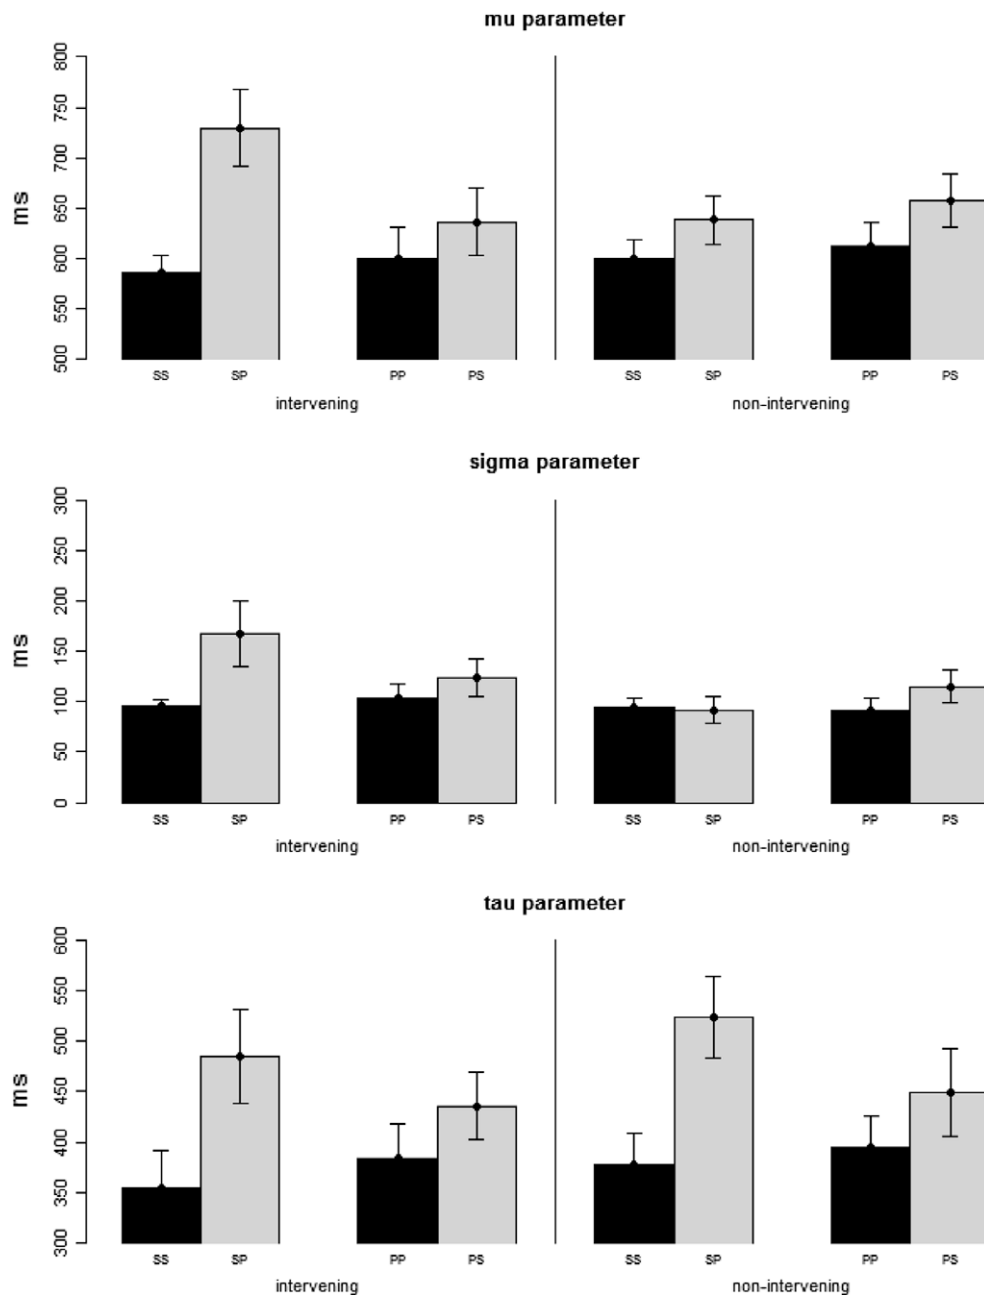 mu parameter
800
750
700
650
600
550
500
ms
SS SP PP PS SS SP PP PS
intervening non-intervening
sigma parameter
300
250
200
150
100
50
0
ms
SS SP PP PS SS SP PP PS
intervening non-intervening
tau parameter
600
550
500
450
400
350
300
ms
SS SP PP PS SS SP PP PS
intervening non-intervening